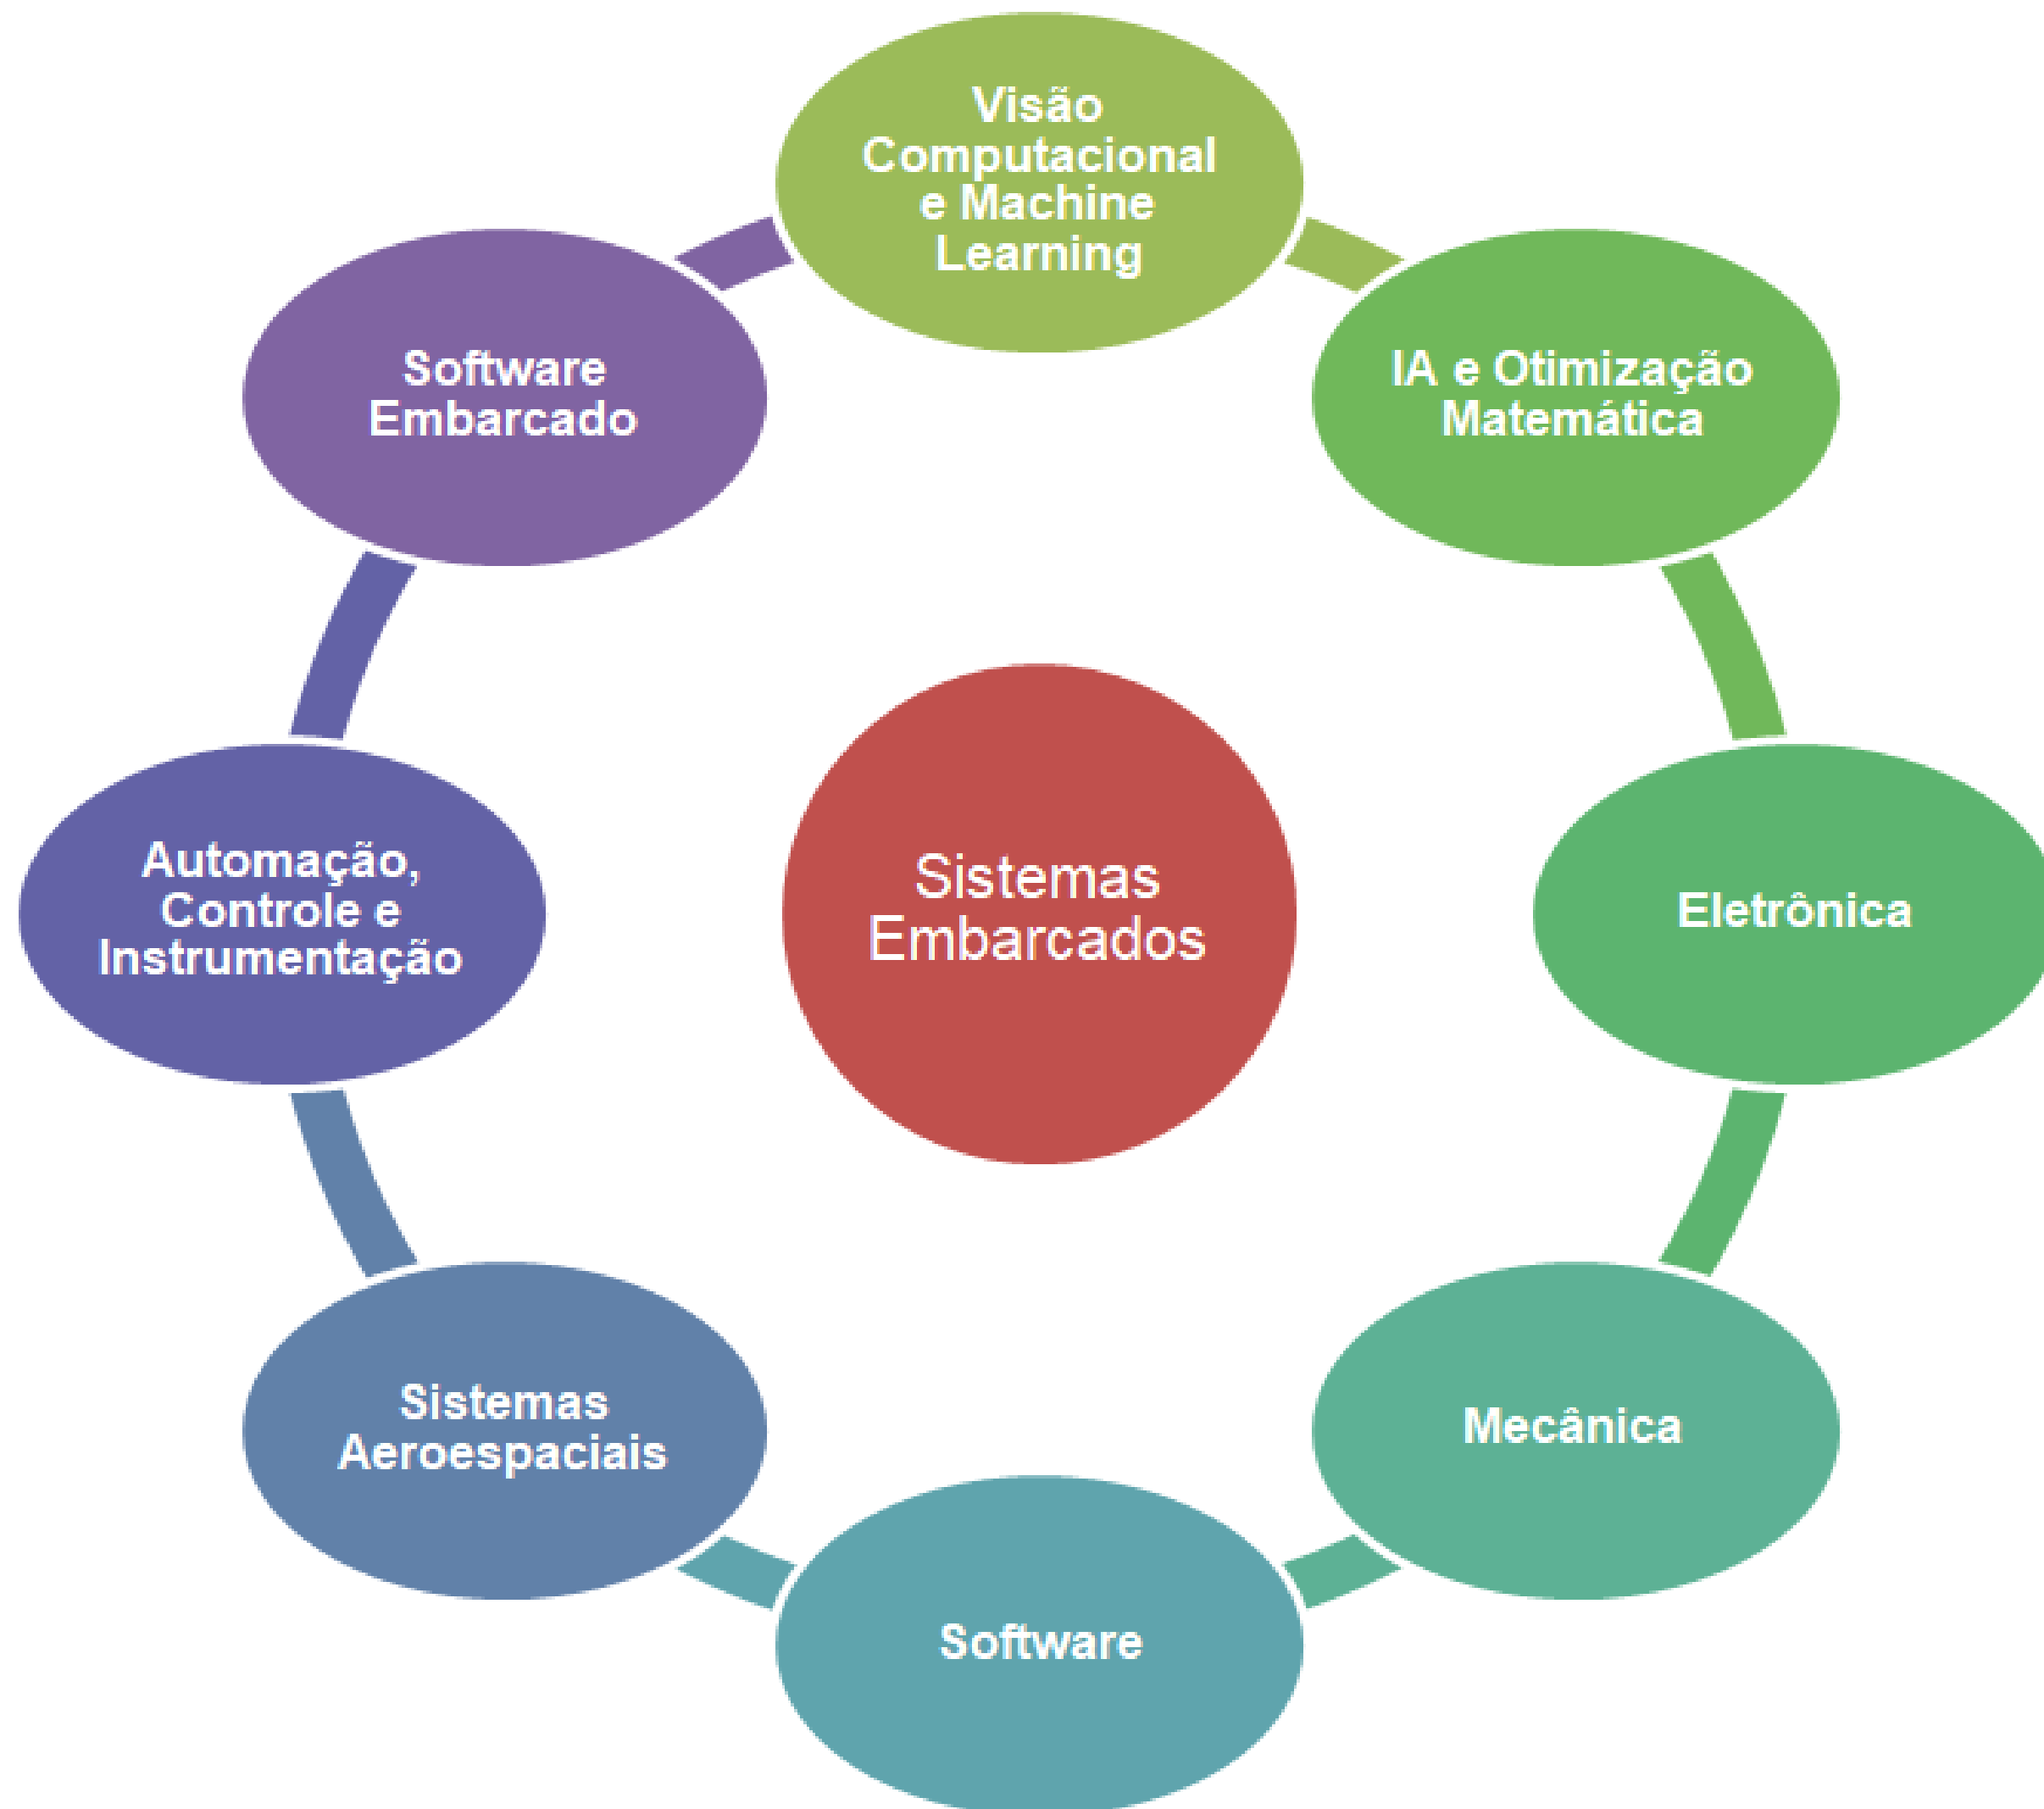 Visão
Computacional
e Machine
Learning
IA e Otimização
Matemática
Eletrônica
Mecânica
Software
Sistemas
Aeroespaciais
Automação,
Controle e
Instrumentação
Software
Embarcado
Sistemas
Embarcados